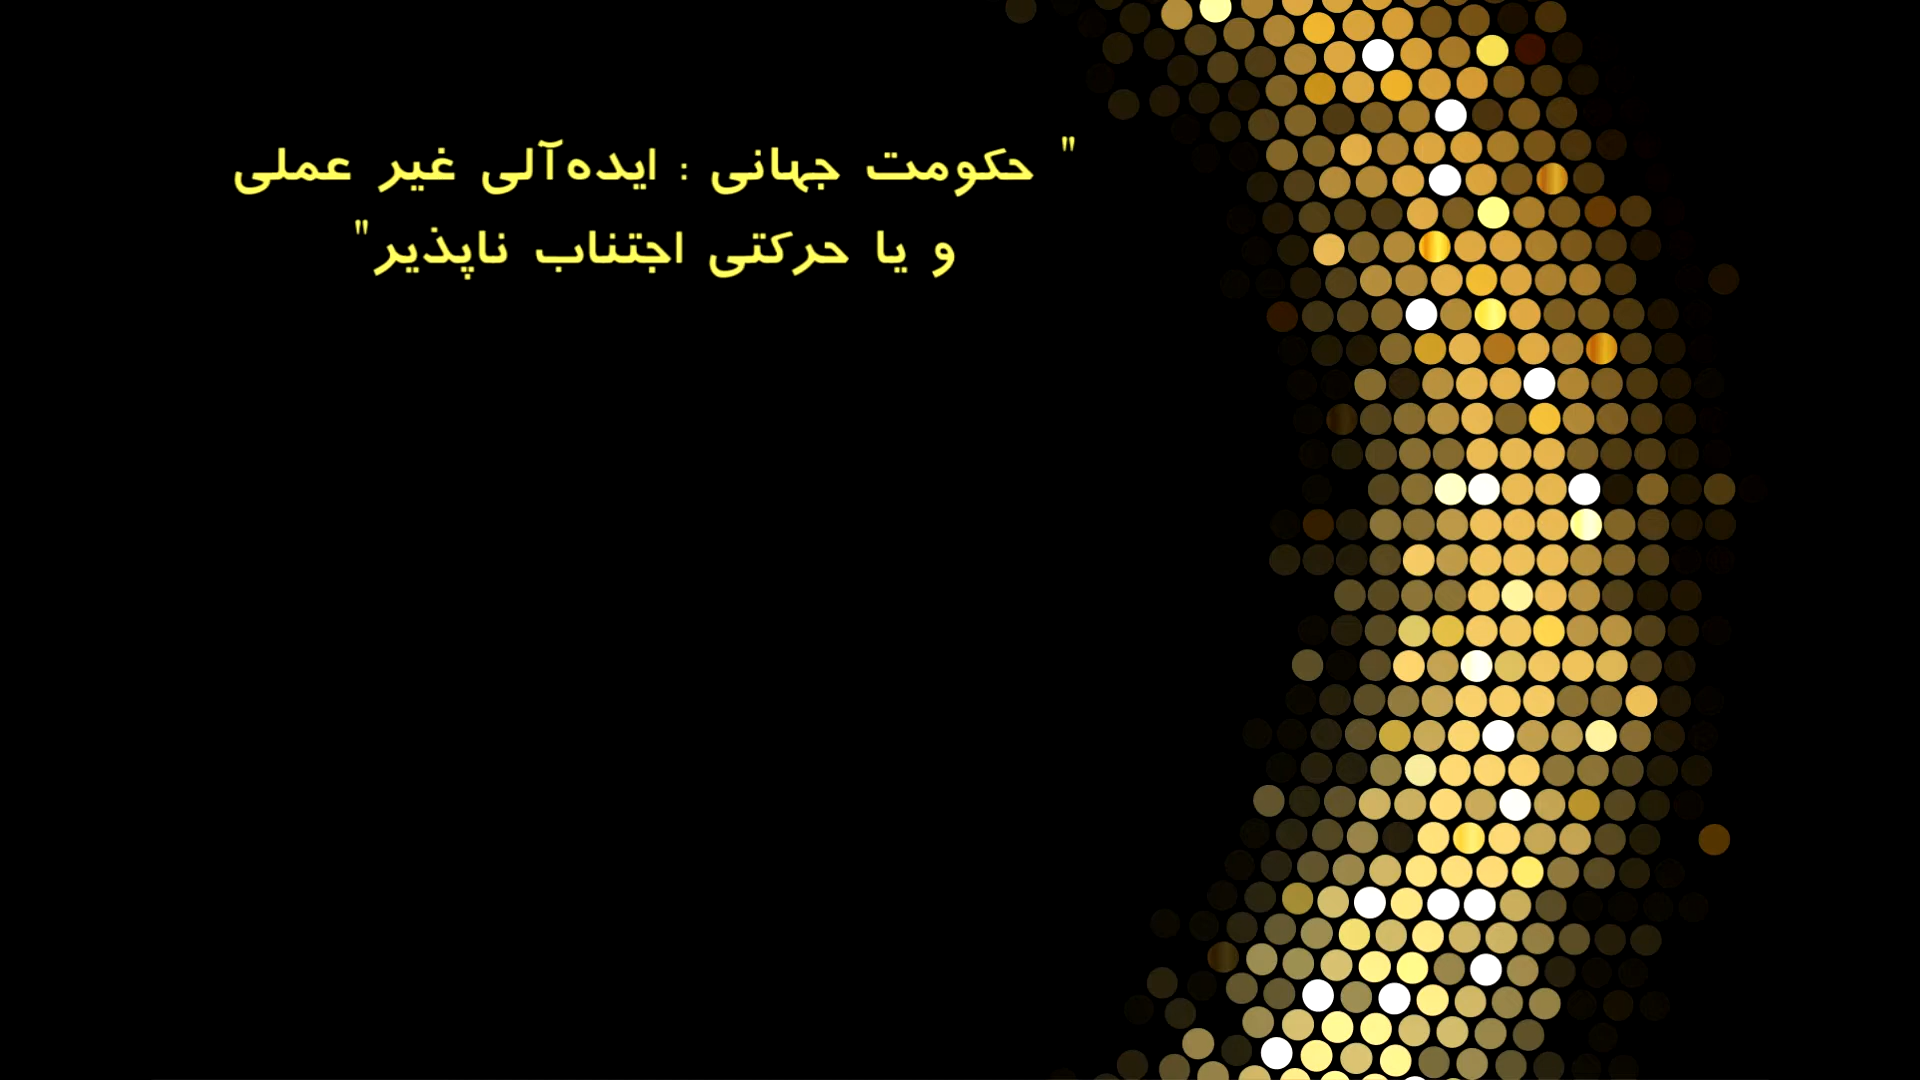 " حکومت جهانی : ایده‌آلی غیر عملی
و یا حرکتی اجتناب ناپذیر"